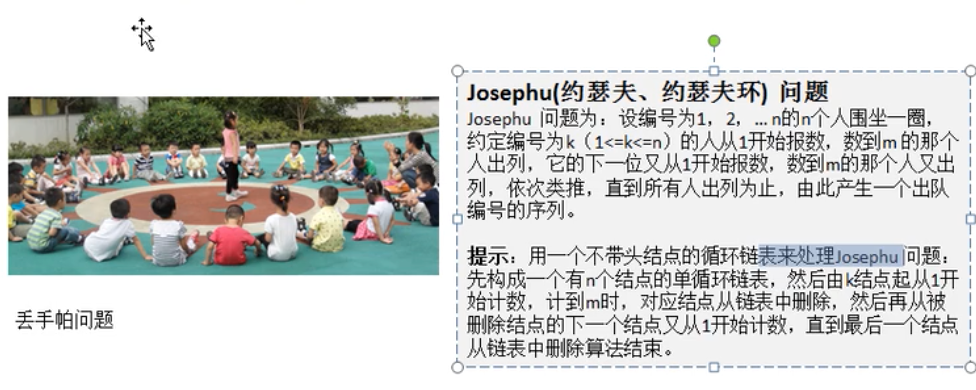 Josephu(约瑟夫、约瑟夫环) 问题
Josephu 问题为：设编号为1，2，… n的n个人围坐一圈，
约定编号为k（1<=k<=n）的人从1开始报数，数到m 的那个
人出列，它的下一位又从1开始报数，数到m的那个人又出
列，依次类推，直到所有人出列为止，由此产生一个出队
编号的序列。
提示：用一个不带头结点的循环链表来处理Josephu 问题：
先构成一个有n个结点的单循环链表，然后由k结点起从1开
始计数，计到m时，对应结点从链表中删除，然后再从被
删除结点的下一个结点又从1开始计数，直到最后一个结点
从链表中删除算法结束。
丢手帕问题